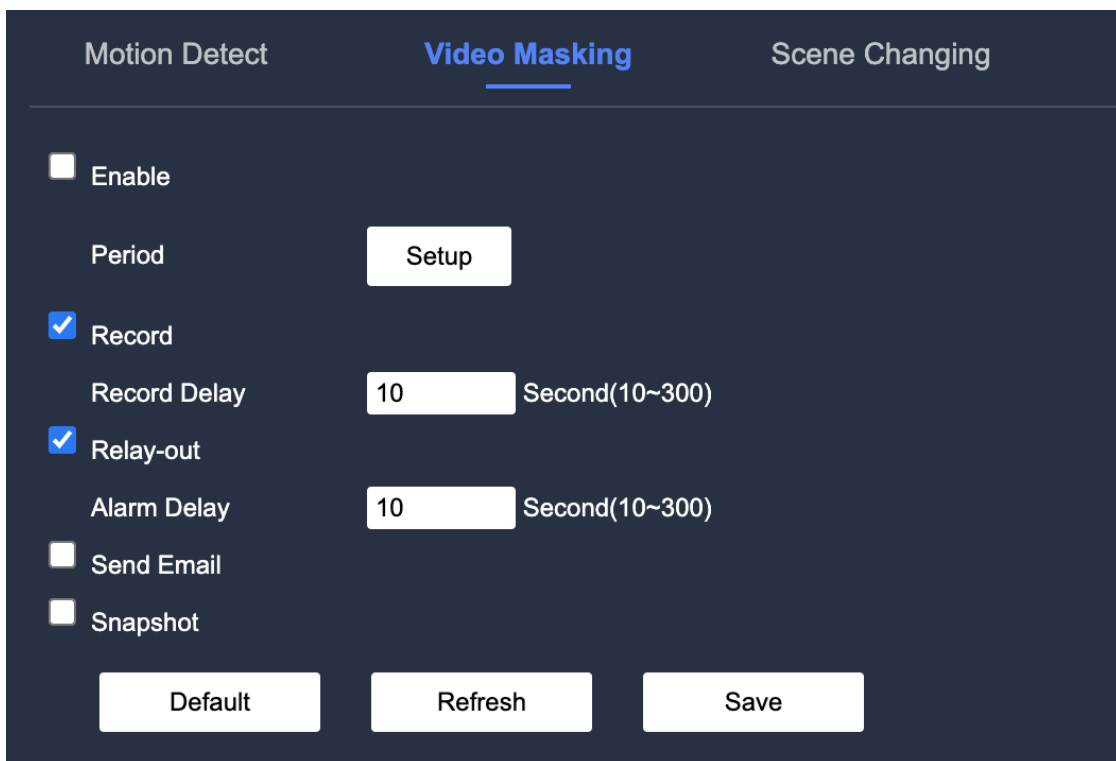 Motion Detect Video Masking Scene Changing
Enable
Period Setup
Record
Record Delay 10 Second(10~300)
Relay-out
Alarm Delay 10 Second(10~300)
Send Email
Snapshot
Default Refresh Save